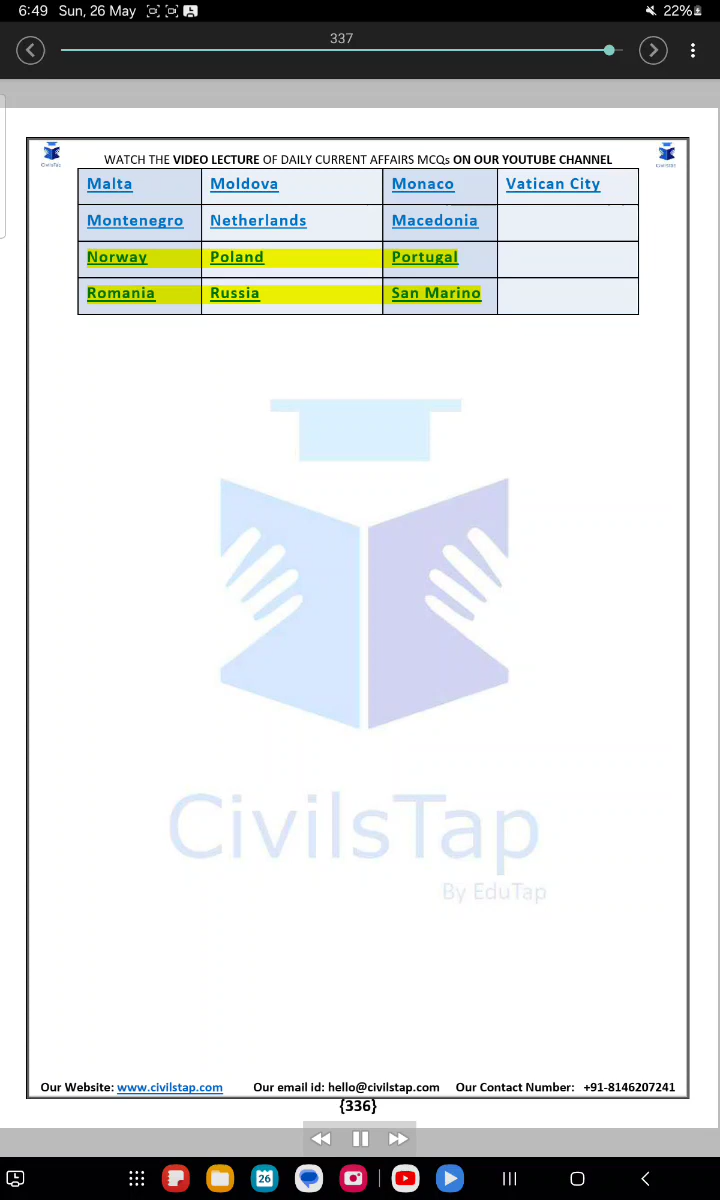 6:49 Sun, 26 May 22%
337
WATCH THE VIDEO LECTURE OF DAILY CURRENT AFFAIRS MCQs ON OUR YOUTUBE CHANNEL
Malta Moldova Monaco Vatican City
Montenegro Netherlands Macedonia
Norway Poland Portugal
Romania Russia San Marino
CivilsTap
By EduTap
Our Website: www.civilstap.com Our email id: hello@civilstap.com Our Contact Number: +91-8146207241
{336}
26